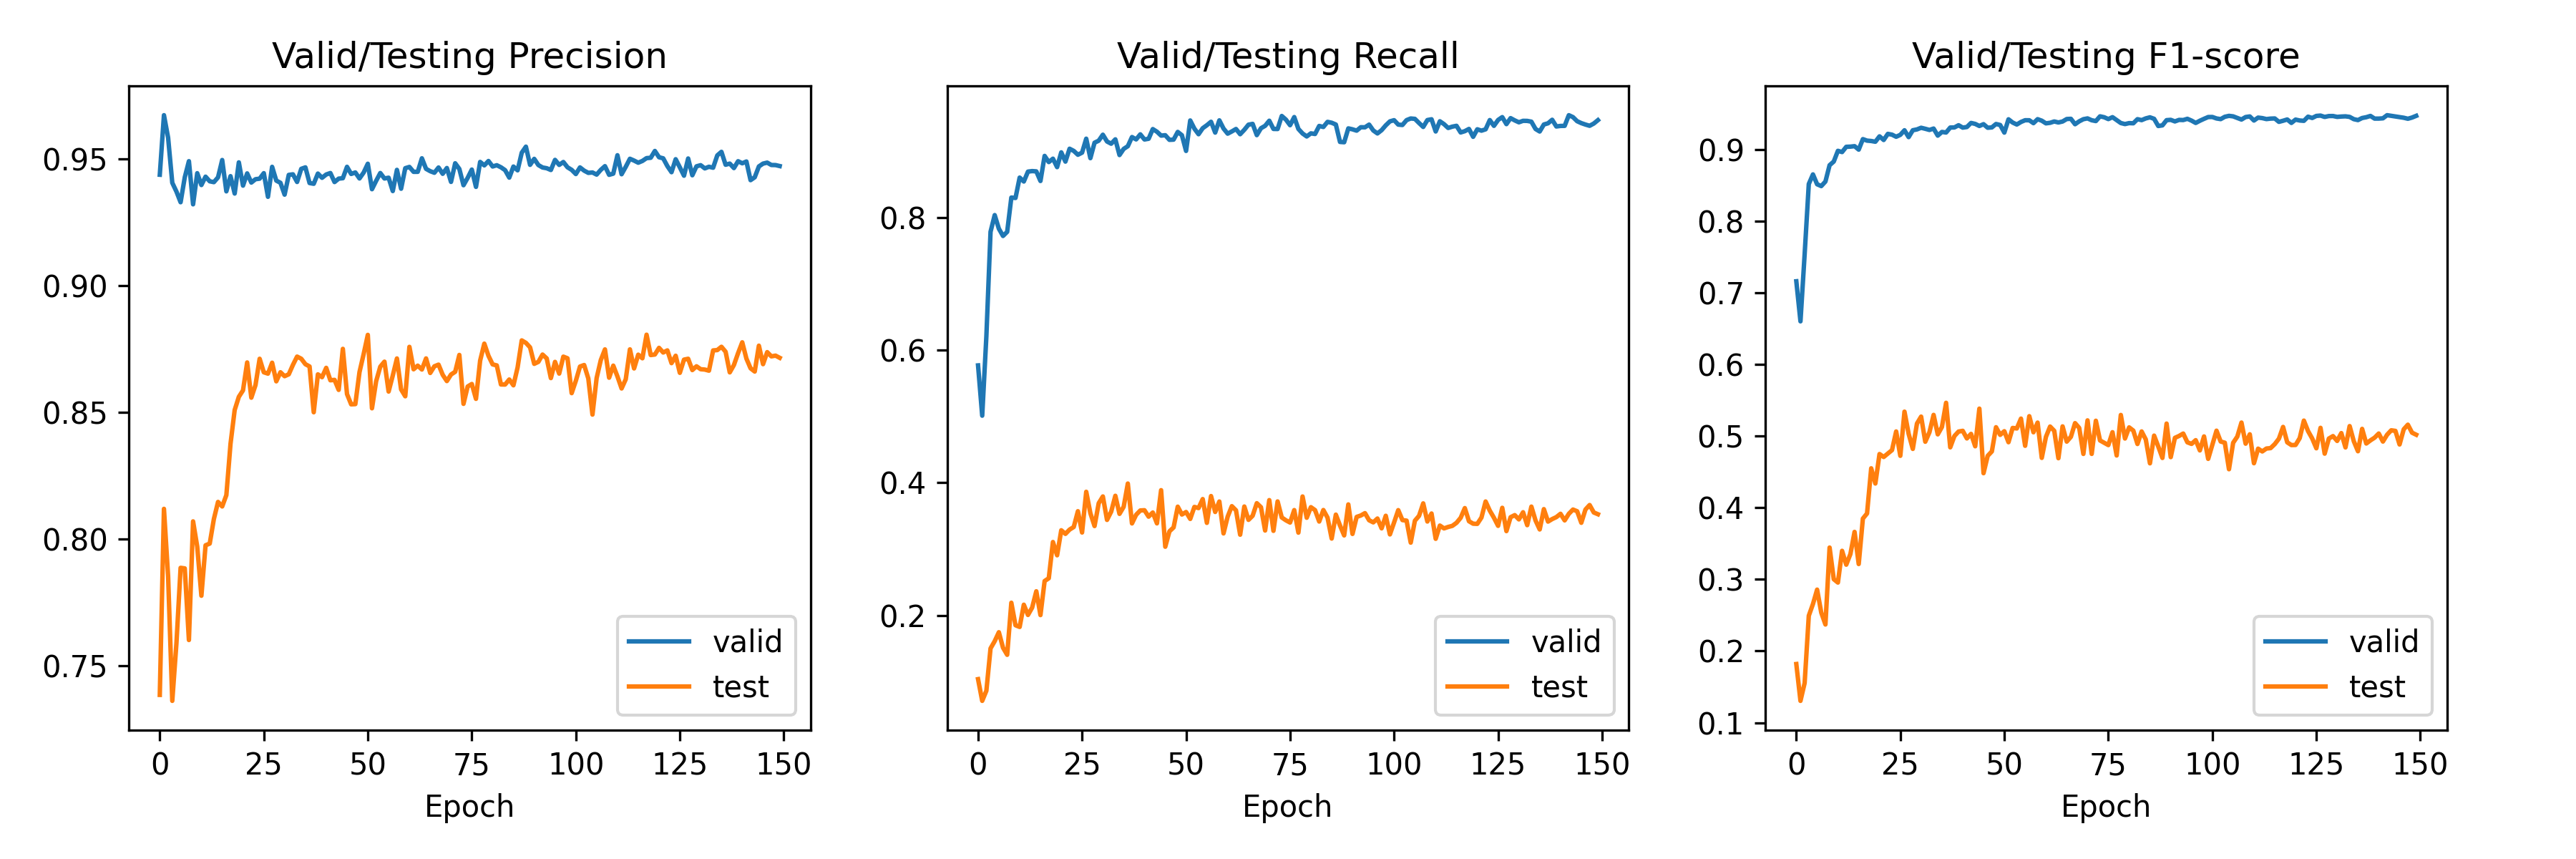 Valid/Testing Precision
0.95
0.90
0.85
0.80
0.75
0 25 50 75 100 125 150
Epoch
valid
test
Valid/Testing Recall
0.8
0.6
0.4
0.2
0 25 50 75 100 125 150
Epoch
valid
test
Valid/Testing F1-score
0.9
0.8
0.7
0.6
0.5
0.4
0.3
0.2
0.1
0 25 50 75 100 125 150
Epoch
valid
test